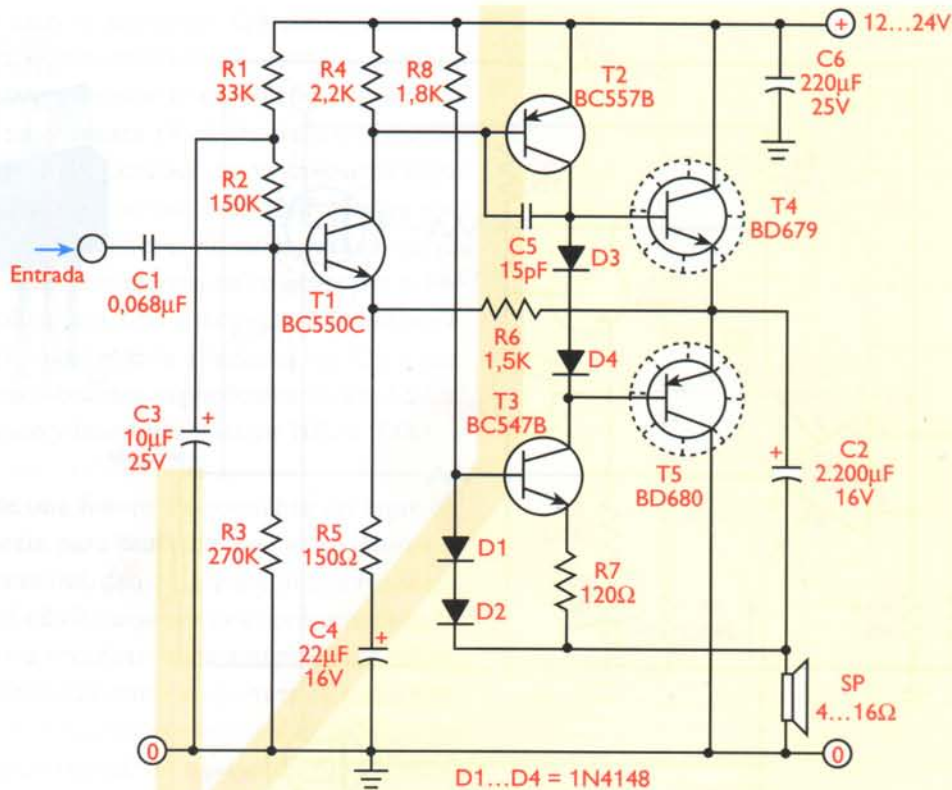 +
12...24V
R1
33K
R4
2,2K
R8
1,8K
T2
BC557B
C6
220µF
25V
R2
150K
T4
BD679
Entrada
C1
0,068µF
T1
BC550C
C5
15pF
D3
R6
1,5K
D4
T3
BC547B
T5
BD680
C2
2.200µF
16V
C3
10µF
25V
+
+
R3
270K
R5
150Ω
D1
D2
R7
120Ω
C4
22µF
16V
+
SP
4...16Ω
0
0
D1...D4 = 1N4148